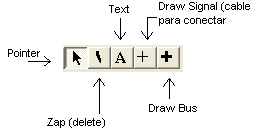 Draw Signal (cable
para conectar
Text
Pointer
A
Zap (delete)
Draw Bus